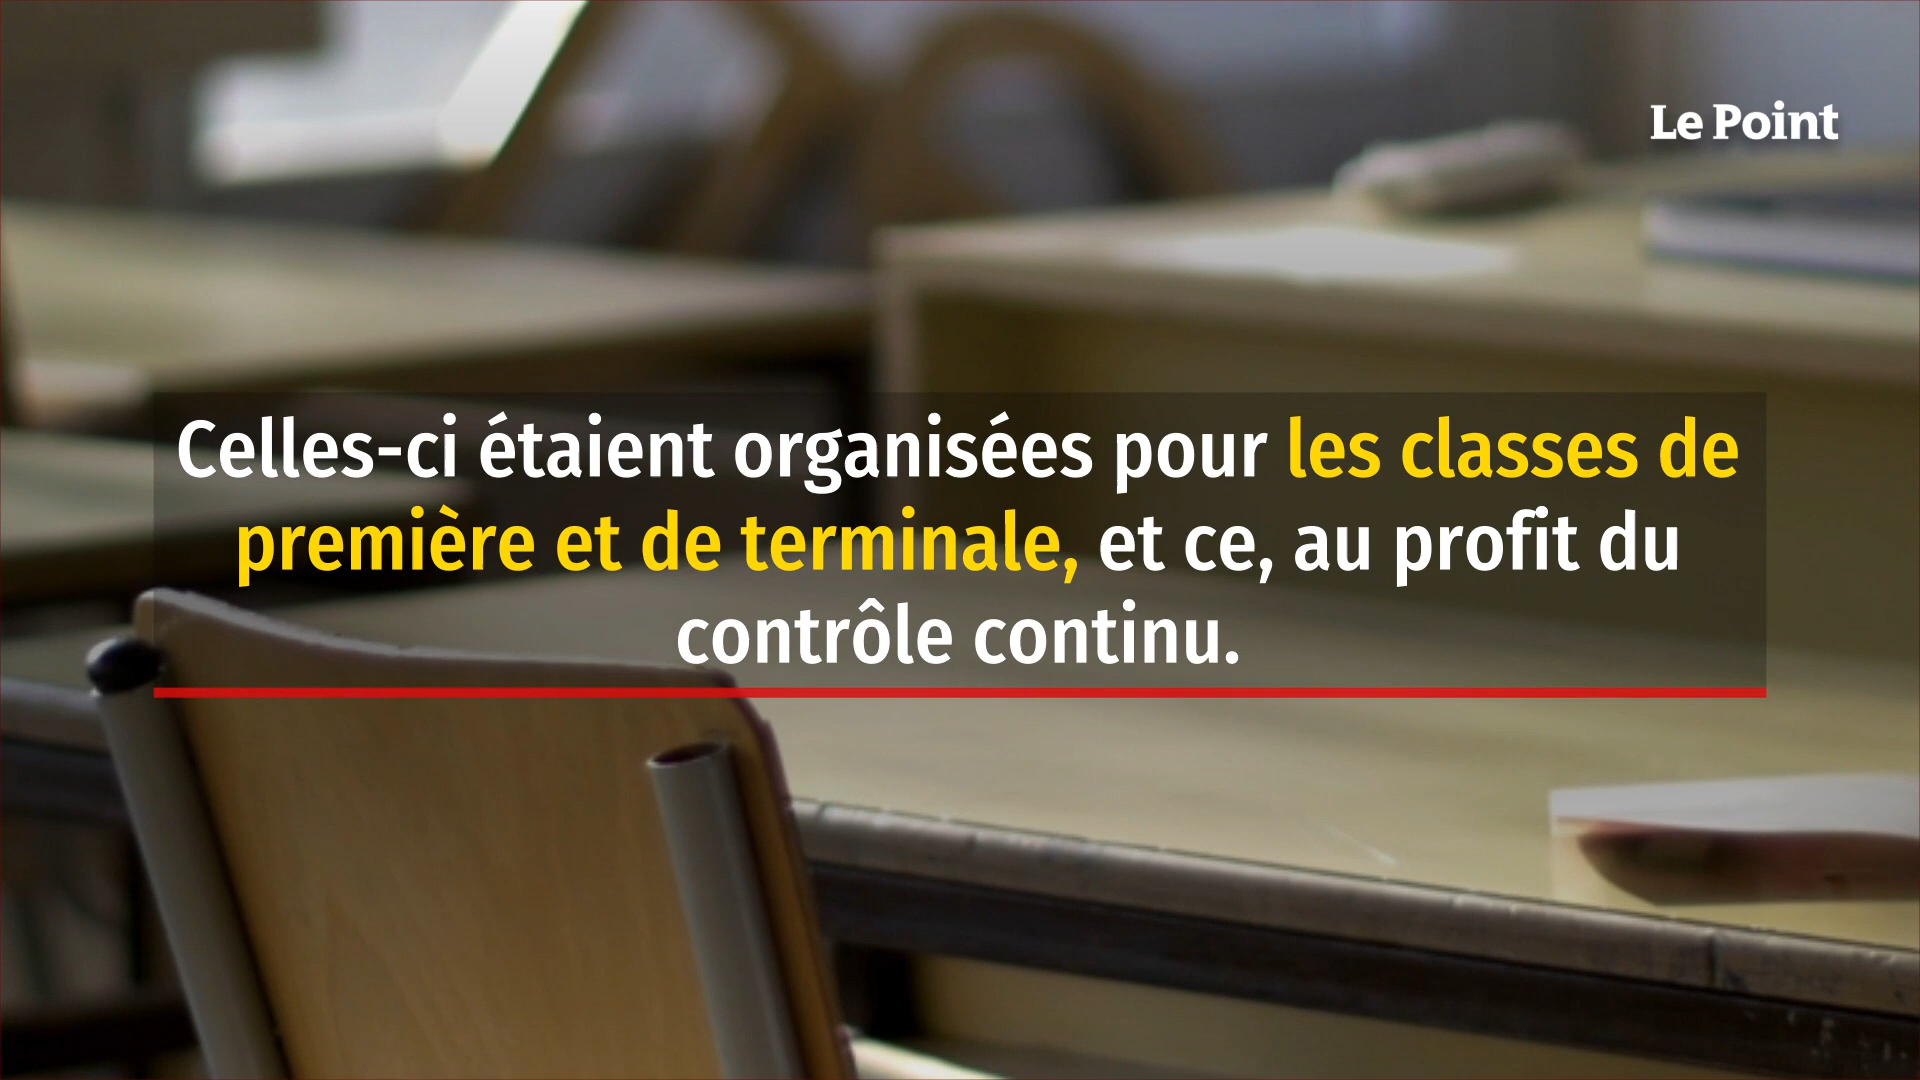 Le Point
Celles-ci étaient organisées pour les classes de
première et de terminale, et ce, au profit du
contrôle continu.